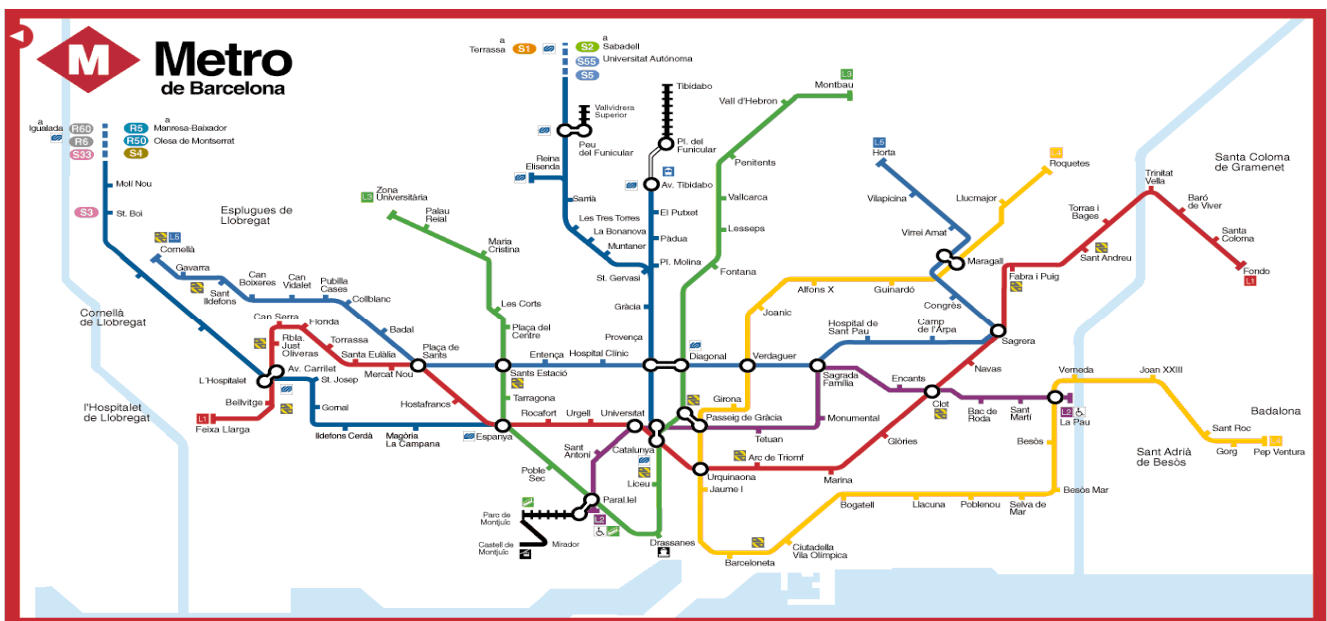 M
Metro
de Barcelona
a
Terrassa
S1
S2
a
Sabadell
S55
Universitat Autónoma
S5
a
Igualada
R60
R6
S33
R5
a
Manresa-Baixador
R50
Olesa de Montserrat
S4
Molí Nou
S3
St. Boi
Vallvidrera
Superior
Peu
del Funicular
Reina
Elisenda
Sarrià
Les Tres Torres
La Bonanova
Muntaner
St. Gervasi
Tibidabo
Pl. del
Funicular
Av. Tibidabo
El Putxet
Pàdua
Pl. Molina
Gràcia
Provença
L3
Montbau
Vall d'Hebron
Penitents
Vallcarca
Lesseps
Fontana
Diagonal
L5
Horta
Vilapicina
Virrei Amat
Maragall
Congrés
L4
Roquetes
Llucmajor
Alfons X
Guinardó
Joanic
Verdaguer
Hospital de
Sant Pau
Camp
de l'Arpa
Sagrera
Trinitat
Vella
Torras i
Bages
Sant Andreu
Fabra i Puig
Baró
de Viver
Santa
Coloma
Fondo
L1
Santa Coloma
de Gramenet
L3
Zona
Universitària
Palau
Reial
Maria
Cristina
Les Corts
Plaça del
Centre
Sants Estació
Tarragona
Esplugues de
Llobregat
L5
Cornellà
Gavarra
Sant
Ildefons
Can
Boixeres
Can
Vidalet
Pubilla
Cases
Collblanc
Badal
Plaça de
Sants
Entença
Hospital Clínic
Cornellà
de Llobregat
Can Serra
Florida
Rbla.
Just
Oliveras
Torrassa
Santa Eulàlia
Mercat Nou
Av. Carrilet
L'Hospitalet
St. Josep
Bellvitge
Gornal
L1
Feixa Llarga
l'Hospitalet
de Llobregat
Hostafrancs
Ildefons Cerdà
Magòria
La Campana
Espanya
Rocafort
Urgell
Universitat
Sant
Antoni
Catalunya
Liceu
Poble
Sec
Paral.lel
L2
Parc de
Montjuïc
Castell de
Montjuïc
Mirador
Drassanes
Girona
Passeig de Gràcia
Tetuan
Sagrada
Família
Monumental
Encants
Clot
Navas
Glòries
Urquinaona
Arc de Triomf
Marina
Jaume I
Barceloneta
Ciutadella
Vila Olímpica
Bogatell
Llacuna
Poblenou
Selva de
Mar
Besòs Mar
Besòs
Bac de
Roda
Sant
Martí
L2
La Pau
Verneda
Joan XXIII
Sant Roc
Gorg
L4
Pep Ventura
Badalona
Sant Adrià
de Besòs